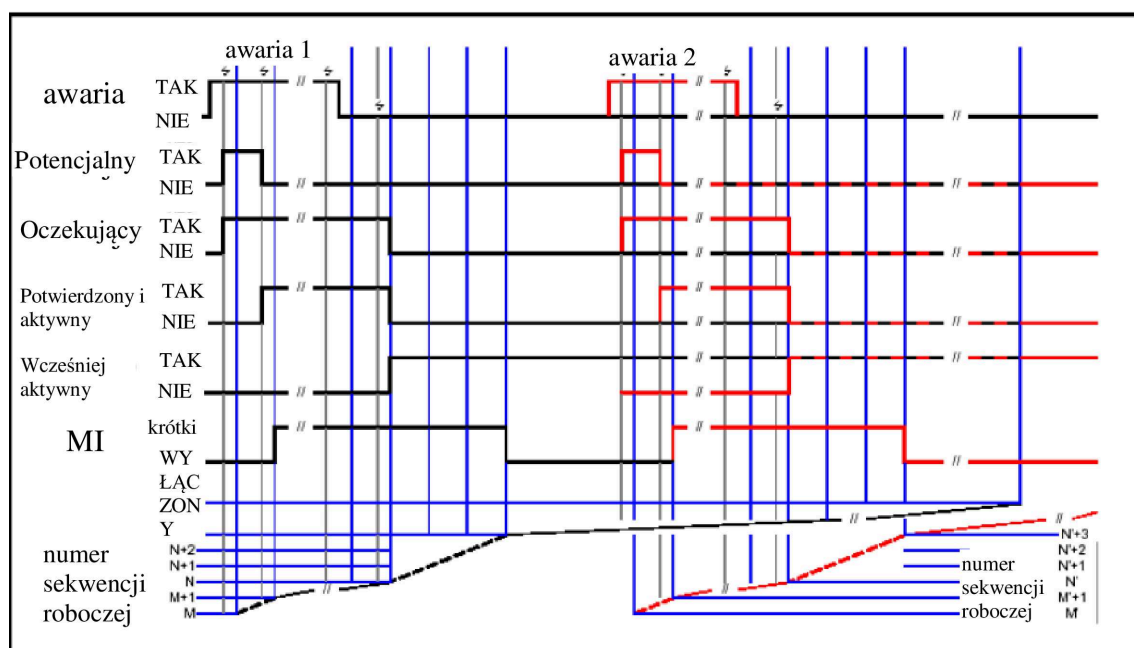 awaria 1
awaria 2
awaria
TAK
NIE
Potencjalny
TAK
NIE
Oczekujący
TAK
NIE
Potwierdzony i
aktywny
TAK
NIE
Wcześniej
aktywny
TAK
NIE
MI
krótki
WY
ŁĄC
ZON
Y
numer
sekwencji
roboczej
N+2
N+1
N
M+1
M
numer
sekwencji
roboczej
N'+3
N'+2
N'+1
N'
M'+1
M'